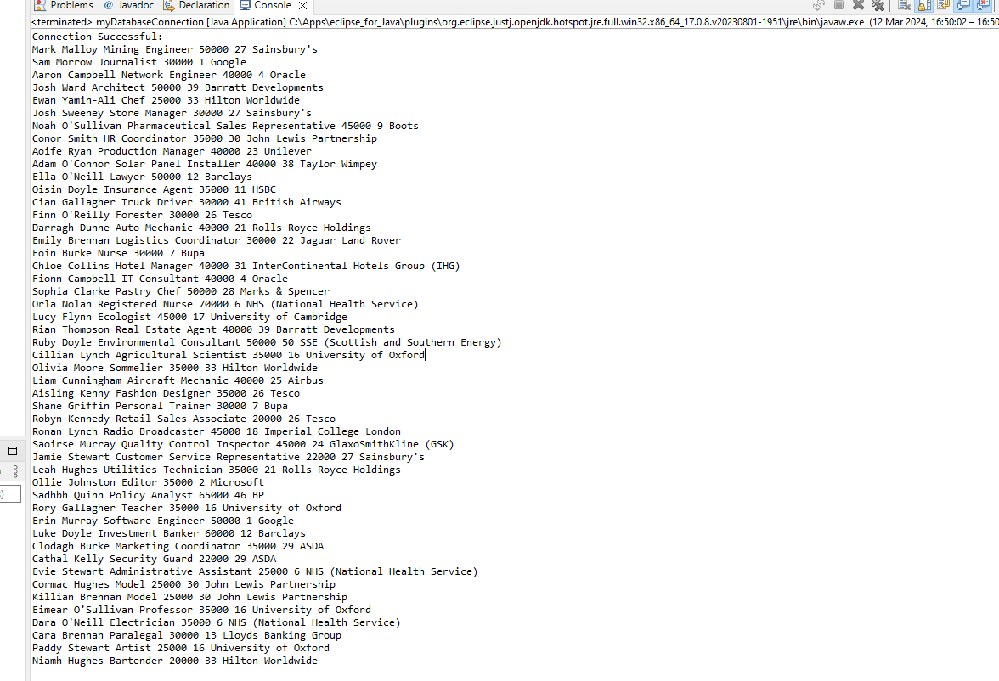 Problems @ Javadoc Declaration Console
<terminated> myDatabaseConnection [Java Application] C:\Apps\eclipse_for_Java\plugins\org.eclipse.justj.openjdk.hotspot.jre.full.win32.x86_64_17.0.8.v20230801-1951\jre\bin\javaw.exe (12 Mar 2024, 16:50:02 – 16:50
Connection Successful:
Mark Malloy Mining Engineer 50000 27 Sainsbury's
Sam Morrow Journalist 30000 1 Google
Aaron Campbell Network Engineer 40000 4 Oracle
Josh Ward Architect 50000 39 Barratt Developments
Ewan Yamin-Ali Chef 25000 33 Hilton Worldwide
Josh Sweeney Store Manager 30000 27 Sainsbury's
Noah O'Sullivan Pharmaceutical Sales Representative 45000 9 Boots
Conor Smith HR Coordinator 35000 30 John Lewis Partnership
Aoife Ryan Production Manager 40000 23 Unilever
Adam O'Connor Solar Panel Installer 40000 38 Taylor Wimpey
Ella O'Neill Lawyer 50000 12 Barclays
Oisin Doyle Insurance Agent 35000 11 HSBC
Cian Gallagher Truck Driver 30000 41 British Airways
Finn O'Reilly Forester 30000 26 Tesco
Darragh Dunne Auto Mechanic 40000 21 Rolls-Royce Holdings
Emily Brennan Logistics Coordinator 30000 22 Jaguar Land Rover
Eoin Burke Nurse 30000 7 Bupa
Chloe Collins Hotel Manager 40000 31 InterContinental Hotels Group (IHG)
Fionn Campbell IT Consultant 40000 4 Oracle
Sophia Clarke Pastry Chef 50000 28 Marks & Spencer
Orla Nolan Registered Nurse 70000 6 NHS (National Health Service)
Lucy Flynn Ecologist 45000 17 University of Cambridge
Rian Thompson Real Estate Agent 40000 39 Barratt Developments
Ruby Doyle Environmental Consultant 50000 50 SSE (Scottish and Southern Energy)
Cillian Lynch Agricultural Scientist 35000 16 University of Oxford
Olivia Moore Sommelier 35000 33 Hilton Worldwide
Liam Cunningham Aircraft Mechanic 40000 25 Airbus
Aisling Kenny Fashion Designer 35000 26 Tesco
Shane Griffin Personal Trainer 30000 7 Bupa
Robyn Kennedy Retail Sales Associate 20000 26 Tesco
Ronan Lynch Radio Broadcaster 45000 18 Imperial College London
Saoirse Murray Quality Control Inspector 45000 24 GlaxoSmithKline (GSK)
Jamie Stewart Customer Service Representative 22000 27 Sainsbury's
Leah Hughes Utilities Technician 35000 21 Rolls-Royce Holdings
Ollie Johnston Editor 35000 2 Microsoft
Sadhbh Quinn Policy Analyst 65000 46 BP
Rory Gallagher Teacher 35000 16 University of Oxford
Erin Murray Software Engineer 50000 1 Google
Luke Doyle Investment Banker 60000 12 Barclays
Clodagh Burke Marketing Coordinator 35000 29 ASDA
Cathal Kelly Security Guard 22000 29 ASDA
Evie Stewart Administrative Assistant 25000 6 NHS (National Health Service)
Cormac Hughes Model 25000 30 John Lewis Partnership
Killian Brennan Model 25000 30 John Lewis Partnership
Eimear O'Sullivan Professor 35000 16 University of Oxford
Dara O'Neill Electrician 35000 6 NHS (National Health Service)
Cara Brennan Paralegal 30000 13 Lloyds Banking Group
Paddy Stewart Artist 25000 16 University of Oxford
Niamh Hughes Bartender 20000 33 Hilton Worldwide